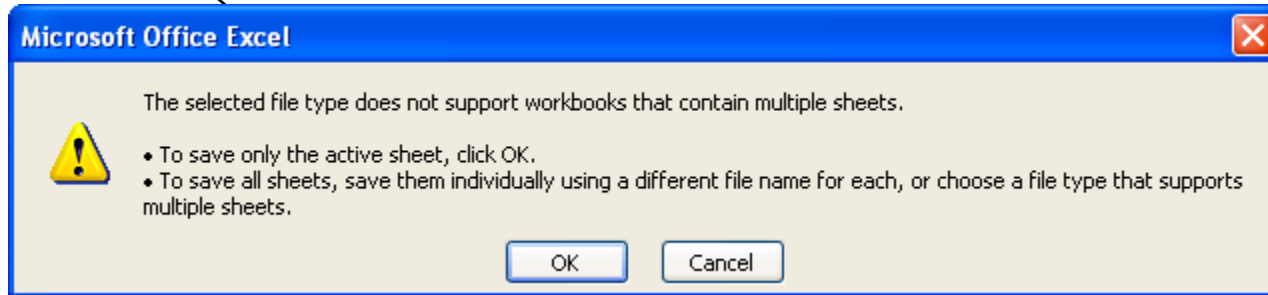 Microsoft Office Excel
The selected file type does not support workbooks that contain multiple sheets.
• To save only the active sheet, click OK.
• To save all sheets, save them individually using a different file name for each, or choose a file type that supports
multiple sheets.
OK Cancel